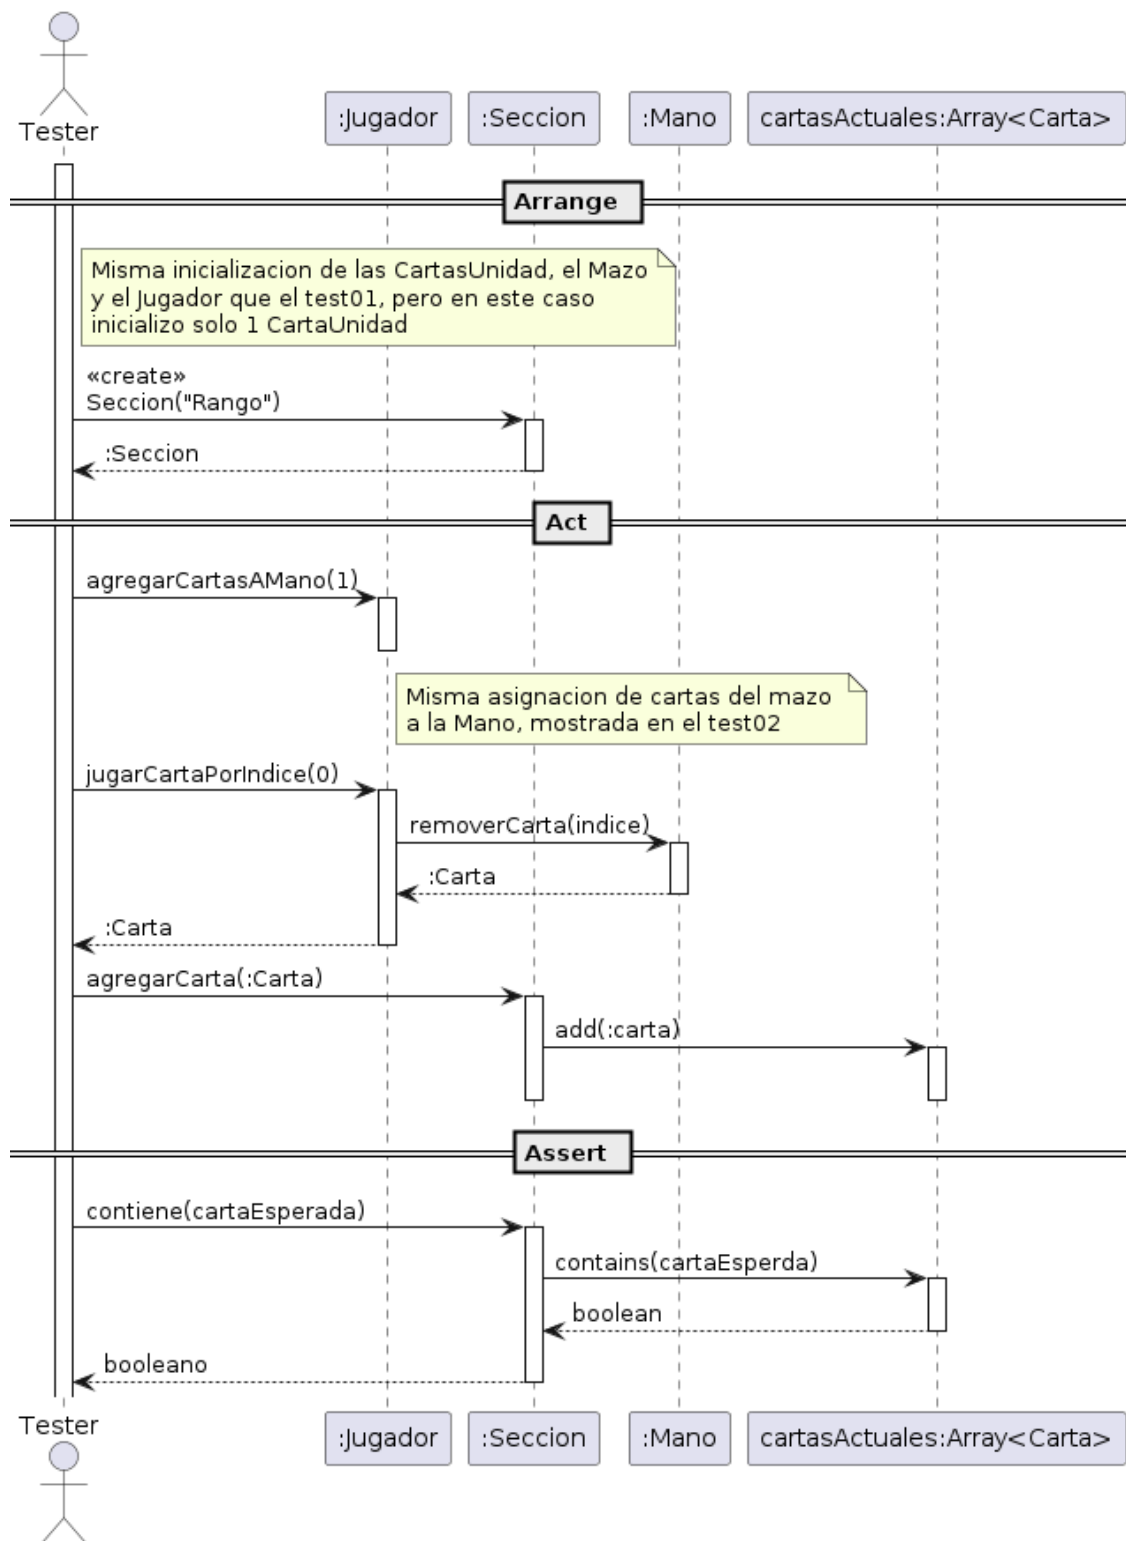 Tester
:Jugador
:Seccion
:Mano
cartasActuales:Array<Carta>
Arrange
Misma inicializacion de las CartasUnidad, el Mazo
y el Jugador que el test01, pero en este caso
inicializo solo 1 CartaUnidad
«create»
Seccion("Rango")
:Seccion
Act
agregarCartasAMano(1)
Misma asignacion de cartas del mazo
a la Mano, mostrada en el test02
jugarCartaPorIndice(0)
removerCarta(indice)
:Carta
:Carta
agregarCarta(:Carta)
add(:carta)
Assert
contiene(cartaEsperada)
contains(cartaEsperda)
boolean
booleano
Tester
:Jugador
:Seccion
:Mano
cartasActuales:Array<Carta>